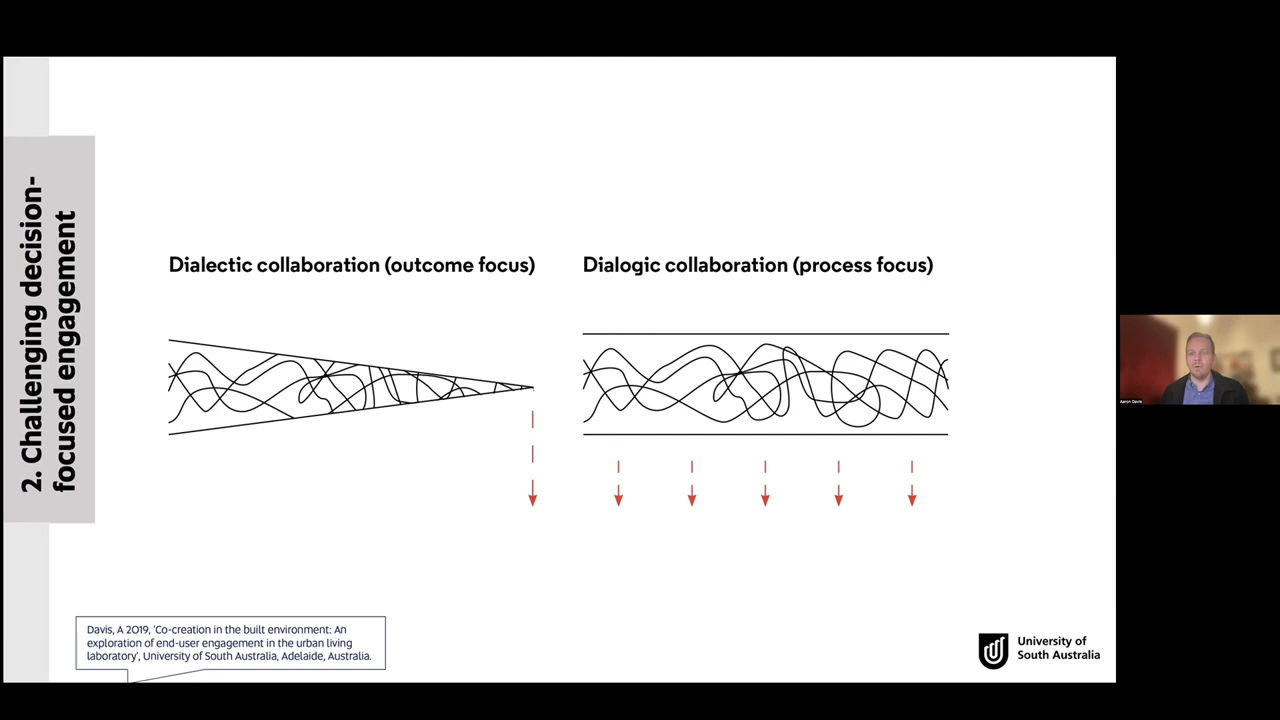 2. Challenging decision-
focused engagement
Dialectic collaboration (outcome focus)
Dialogic collaboration (process focus)
Davis, A 2019, 'Co-creation in the built environment: An
exploration of end-user engagement in the urban living
laboratory', University of South Australia, Adelaide, Australia.
University of
South Australia
Aaron Davis